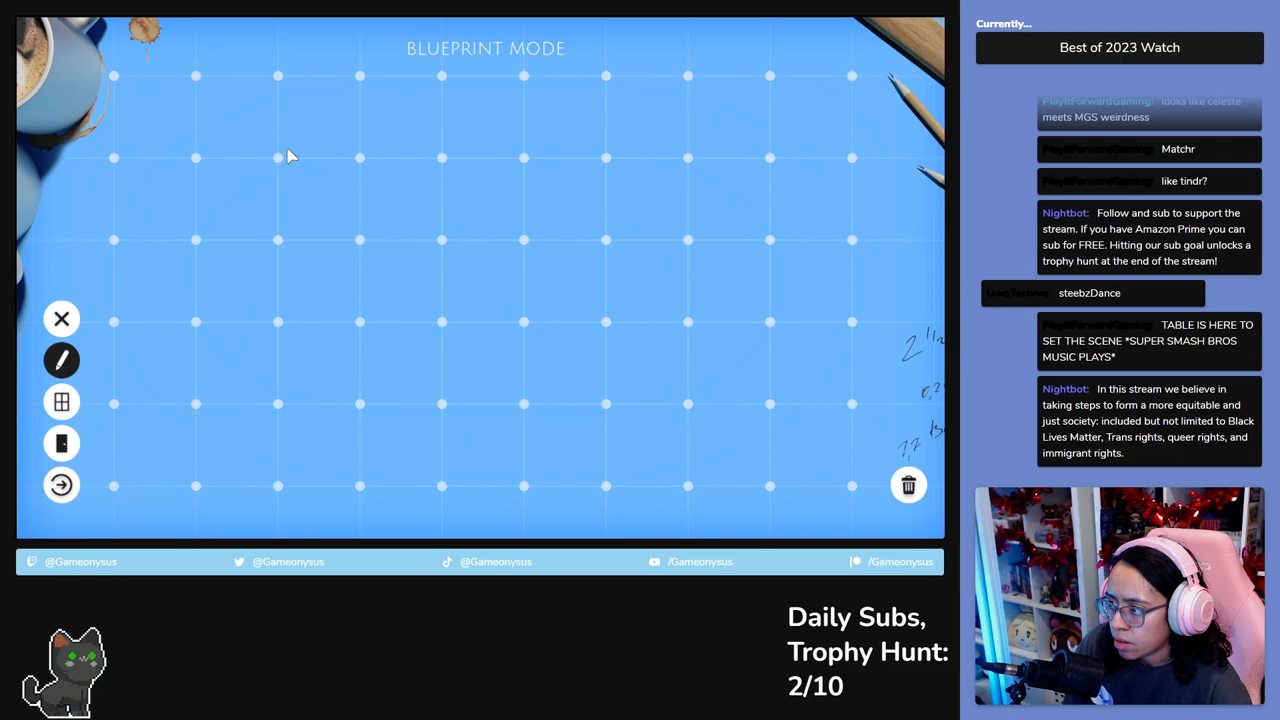 BLUEPRINT MODE
@Gameonysus
@Gameonysus
@Gameonysus
/Gameonysus
/Gameonysus
Daily Subs,
Trophy Hunt:
2/10
Currently...
Best of 2023 Watch
PlayItForwardGaming: looks like celeste
meets MGS weirdness
PlayItForwardGaming: Matchr
PlayItForwardGaming: like tindr?
Nightbot: Follow and sub to support the
stream. If you have Amazon Prime you can
sub for FREE. Hitting our sub goal unlocks a
trophy hunt at the end of the stream!
steebzDance
PlayItForwardGaming: TABLE IS HERE TO
SET THE SCENE *SUPER SMASH BROS
MUSIC PLAYS*
Nightbot: In this stream we believe in
taking steps to form a more equitable and
just society: included but not limited to Black
Lives Matter, Trans rights, queer rights, and
immigrant rights.